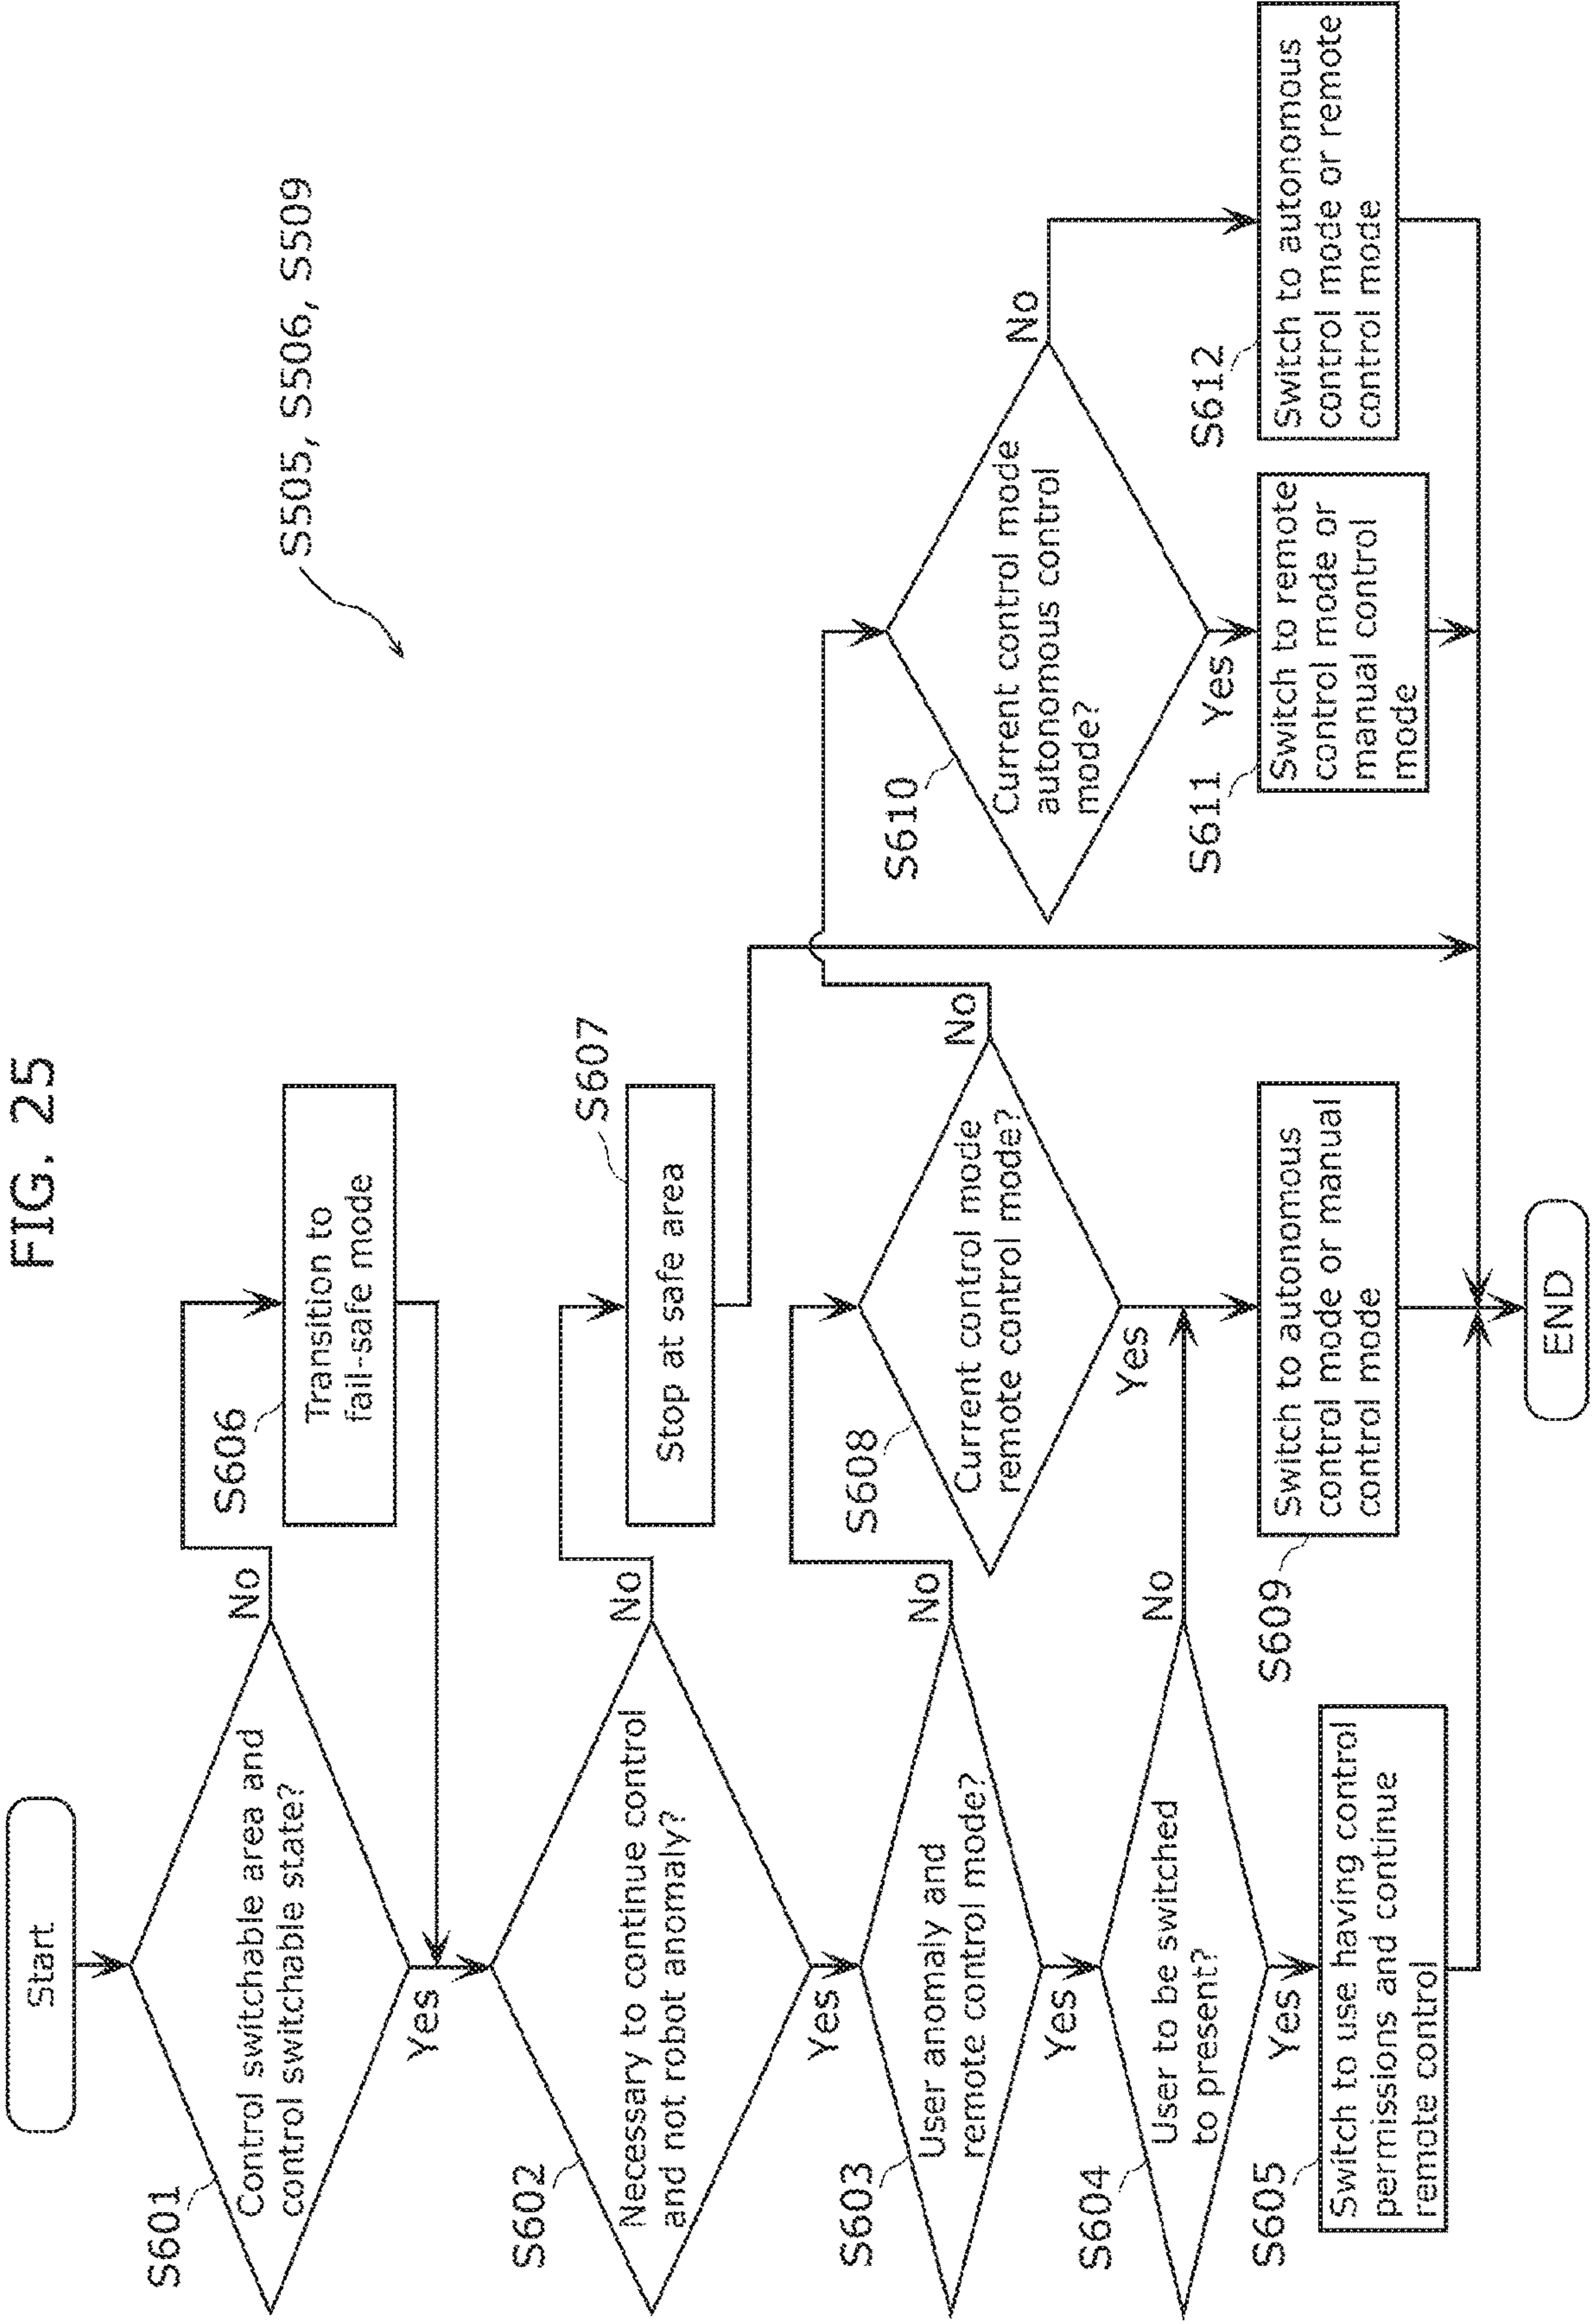 FIG. 25
S505, S506, S509
Start
S601
Control switchable area and
control switchable state?
No
Yes
S606
Transition to
fail-safe mode
S602
Necessary to continue control
and not robot anomaly?
No
Yes
S607
Stop at safe area
S603
User anomaly and
remote control mode?
No
Yes
S608
Current control mode
remote control mode?
No
Yes
S610
Current control mode
autonomous control
mode?
No
Yes
S604
User to be switched
to present?
No
Yes
S605
Switch to use having control
permissions and continue
remote control
S609
Switch to autonomous
control mode or manual
control mode
S611
Switch to remote
control mode or
manual control
mode
S612
Switch to autonomous
control mode or remote
control mode
END